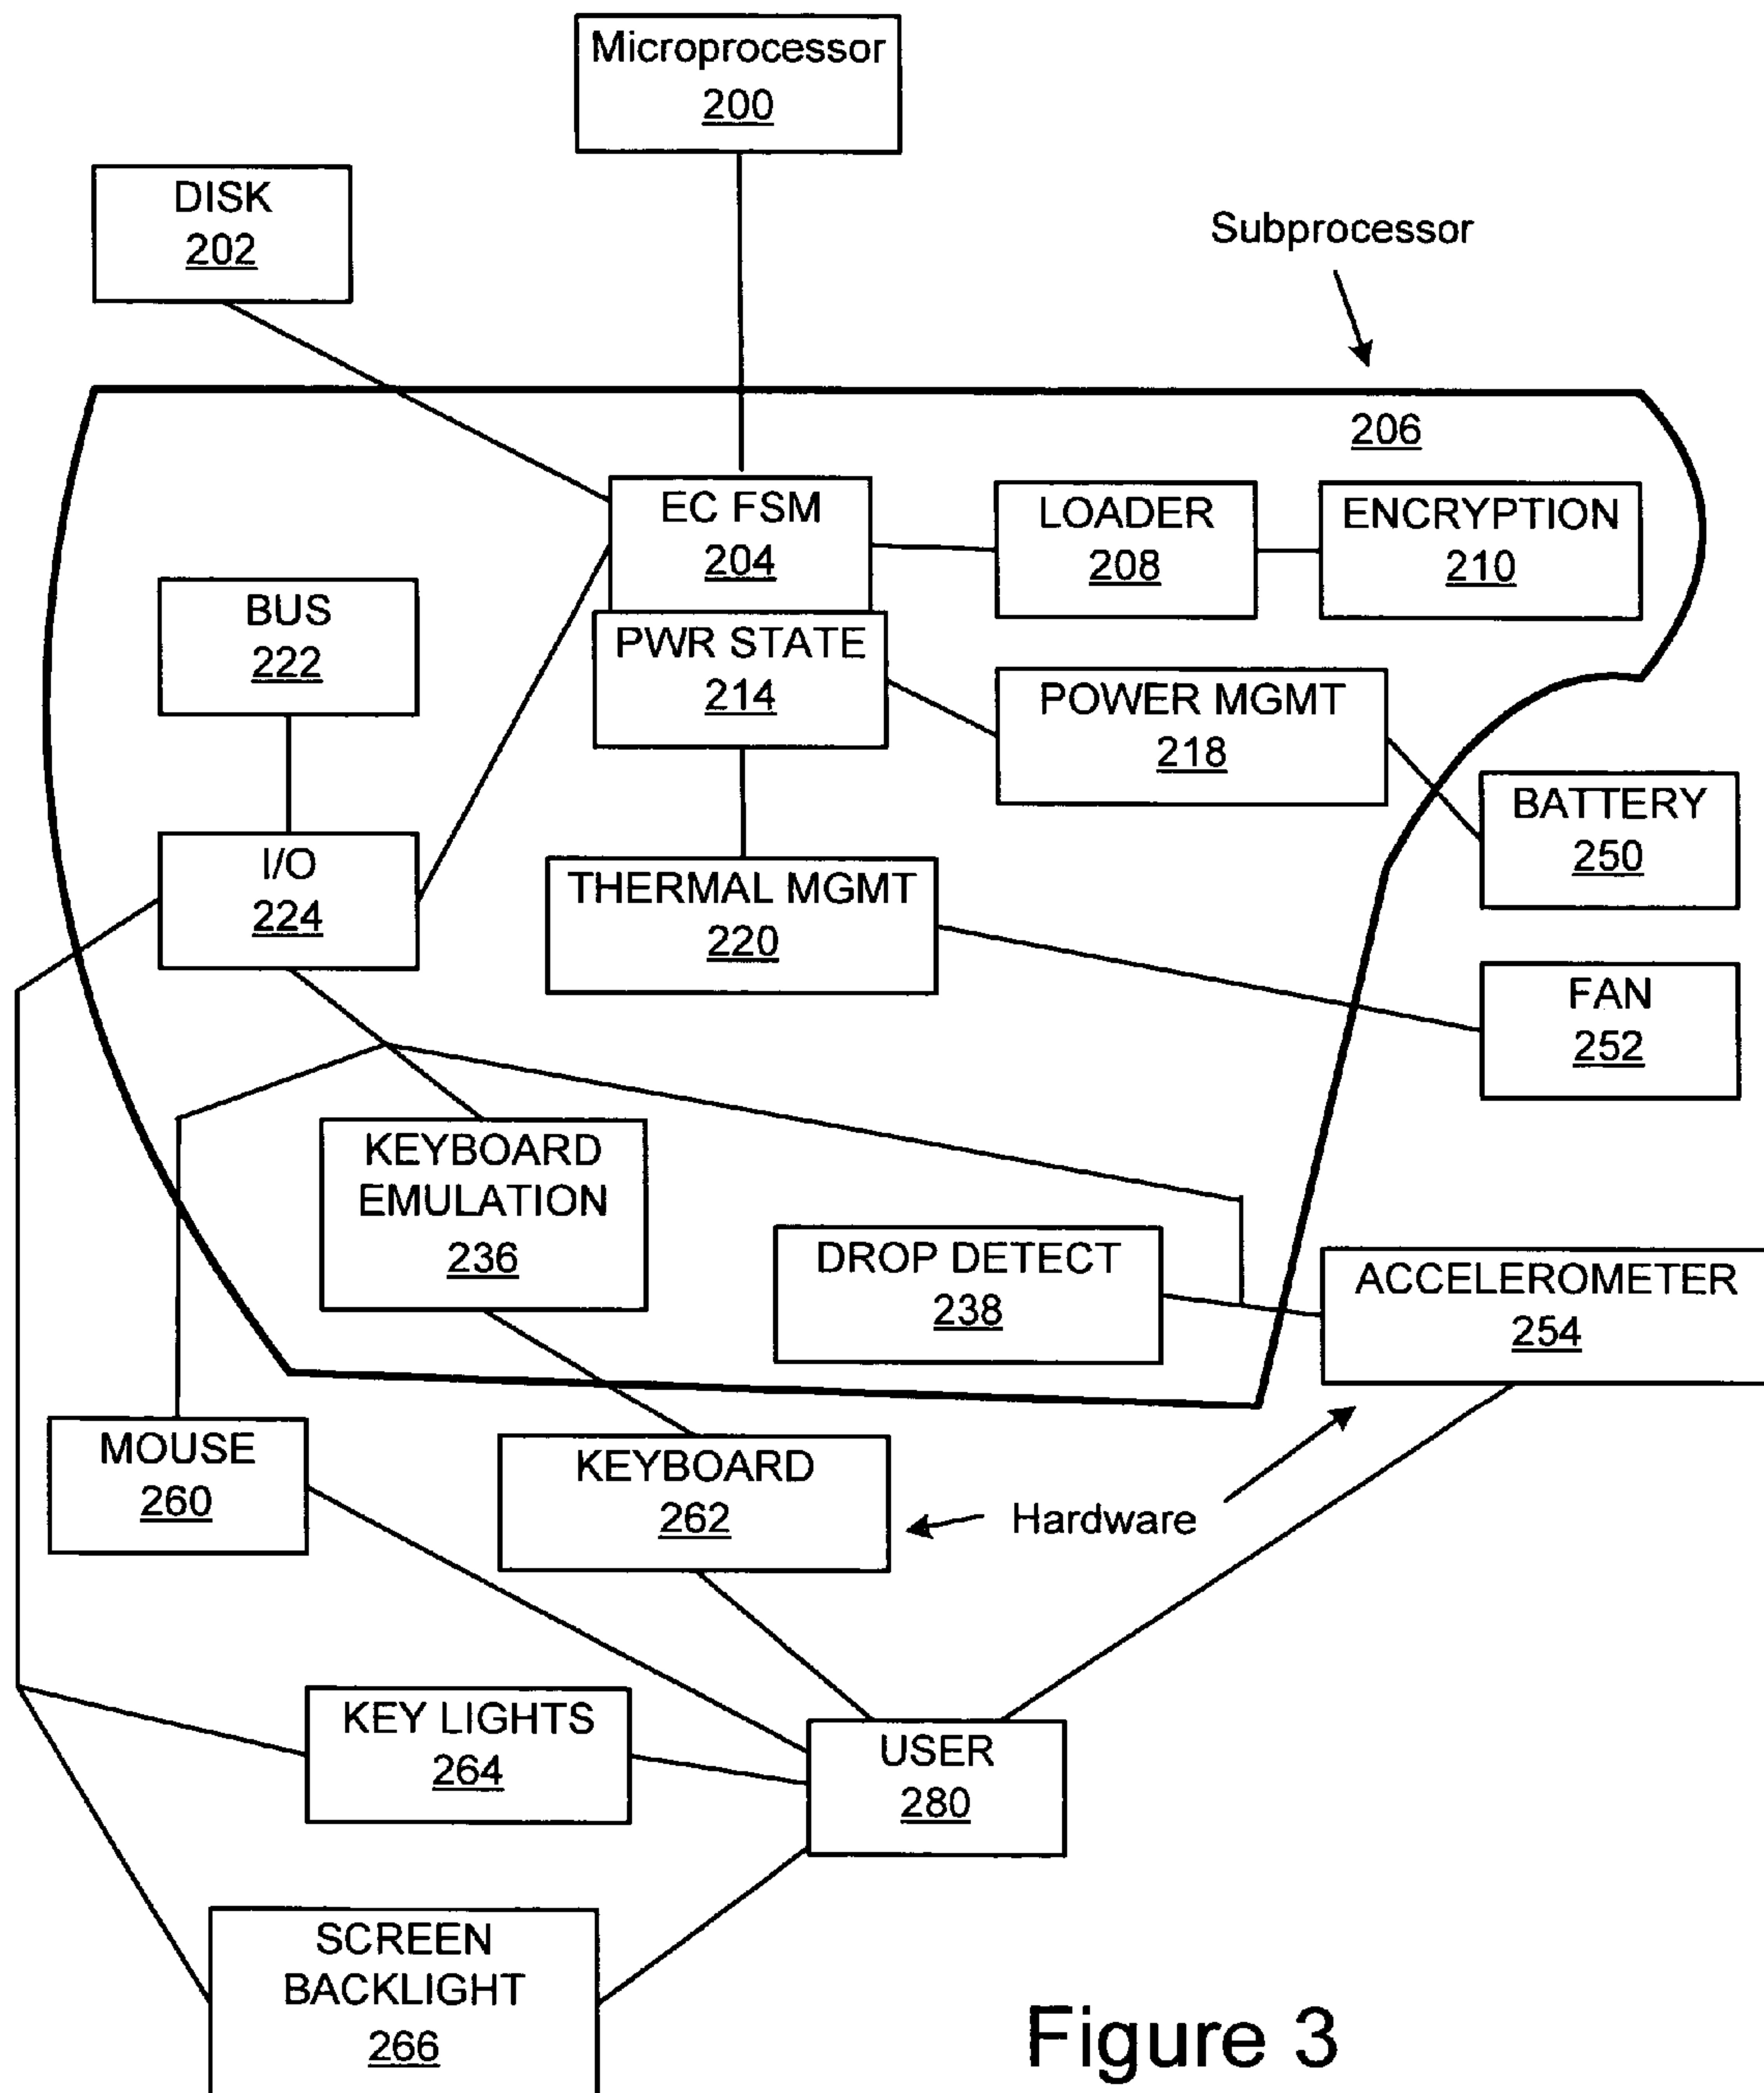 Microprocessor
200
DISK
202
Subprocessor
206
EC FSM
204
LOADER
208
ENCRYPTION
210
BUS
222
PWR STATE
214
POWER MGMT
218
BATTERY
250
I/O
224
THERMAL MGMT
220
FAN
252
KEYBOARD
EMULATION
236
DROP DETECT
238
ACCELEROMETER
254
MOUSE
260
KEYBOARD
262
Hardware
KEY LIGHTS
264
USER
280
SCREEN
BACKLIGHT
266
Figure 3